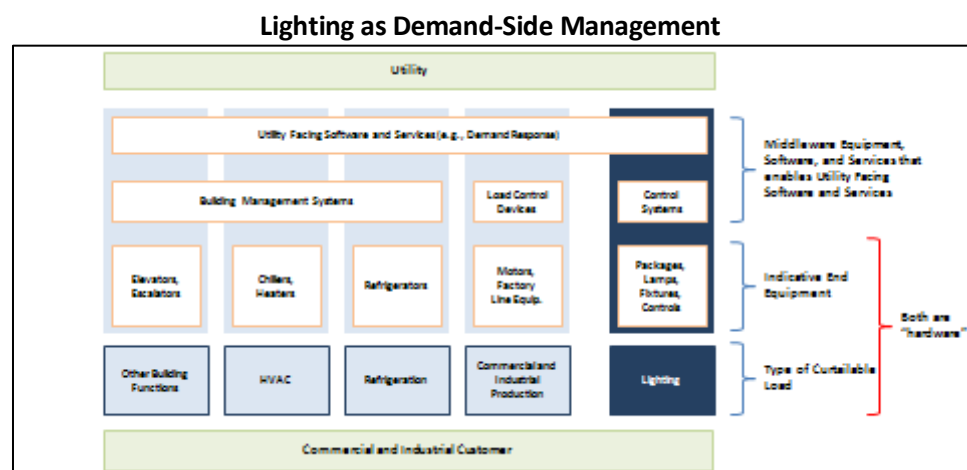 Lighting as Demand-Side Management
Utility
Utility Facing Software and Services (e.g., Demand Response)
Middleware Equipment,
Software, and Services that
enables Utility Facing
Software and Services
Building Management Systems
Load Control
Devices
Control
Systems
Elevators,
Escalators
Chillers,
Heaters
Refrigerators
Motors,
Factory
Line Equip.
Packages,
Lamps,
Fixtures,
Controls
Indicative End
Equipment
Both are
"hardware"
Other Building
Functions
HVAC
Refrigeration
Commercial and
Industrial
Production
Lighting
Type of Curtailable
Load
Commercial and Industrial Customer